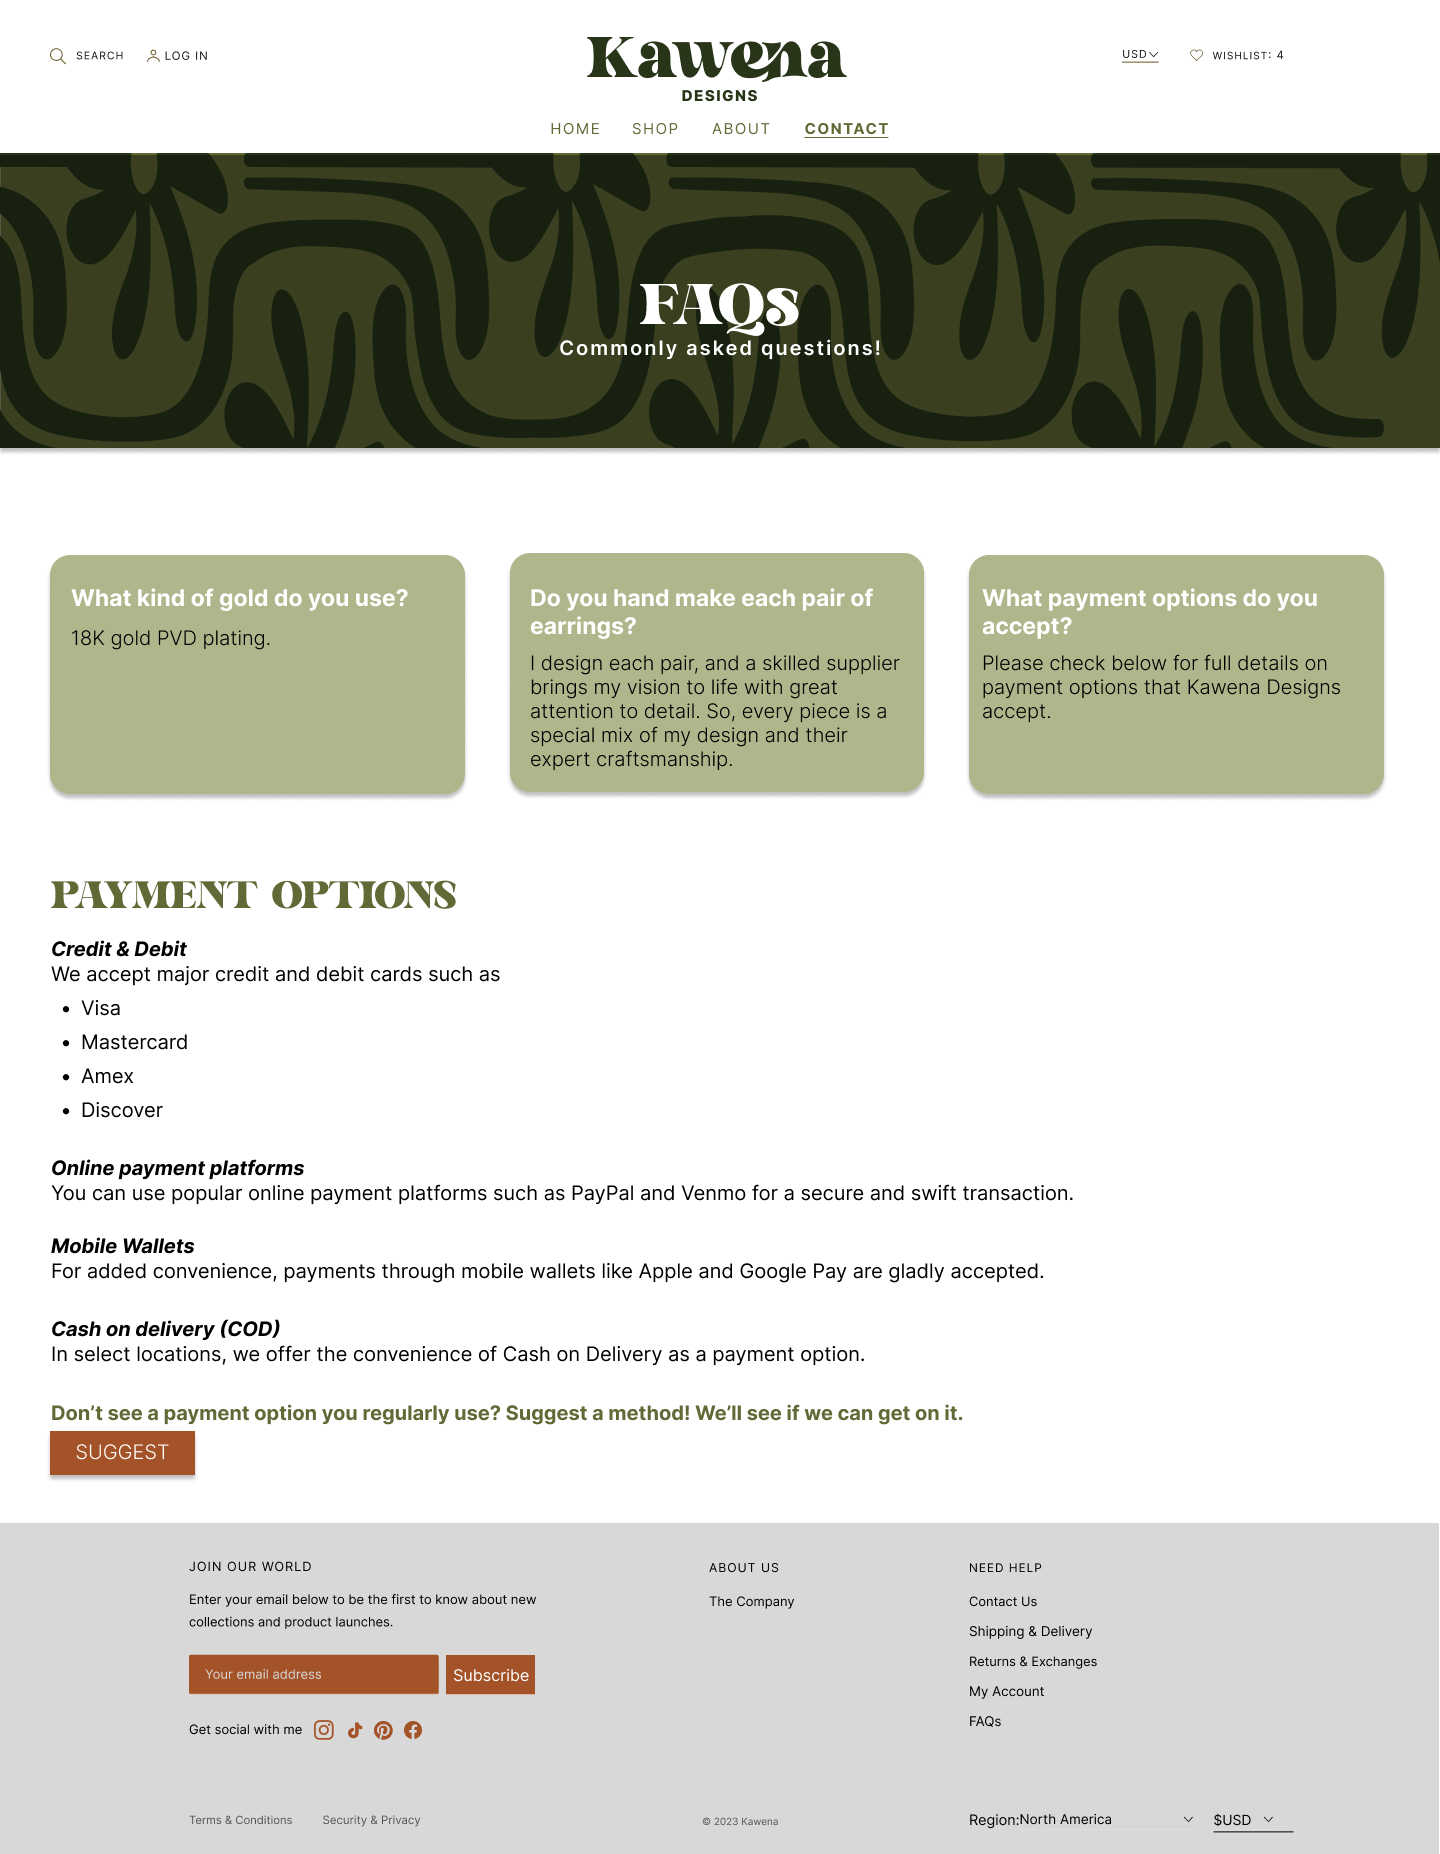 SEARCH
LOG IN
Kawena
DESIGNS
USD
WISHLIST: 4
HOME SHOP ABOUT CONTACT
FAQs
Commonly asked questions!
What kind of gold do you use?
18K gold PVD plating.
Do you hand make each pair of
earrings?
I design each pair, and a skilled supplier
brings my vision to life with great
attention to detail. So, every piece is a
special mix of my design and their
expert craftsmanship.
What payment options do you
accept?
Please check below for full details on
payment options that Kawena Designs
accept.
PAYMENT OPTIONS
Credit & Debit
We accept major credit and debit cards such as
• Visa
• Mastercard
• Amex
• Discover
Online payment platforms
You can use popular online payment platforms such as PayPal and Venmo for a secure and swift transaction.
Mobile Wallets
For added convenience, payments through mobile wallets like Apple and Google Pay are gladly accepted.
Cash on delivery (COD)
In select locations, we offer the convenience of Cash on Delivery as a payment option.
Don’t see a payment option you regularly use? Suggest a method! We’ll see if we can get on it.
SUGGEST
JOIN OUR WORLD
Enter your email below to be the first to know about new
collections and product launches.
Your email address
Subscribe
Get social with me
ABOUT US
The Company
NEED HELP
Contact Us
Shipping & Delivery
Returns & Exchanges
My Account
FAQs
Terms & Conditions
Security & Privacy
© 2023 Kawena
Region:North America
$USD